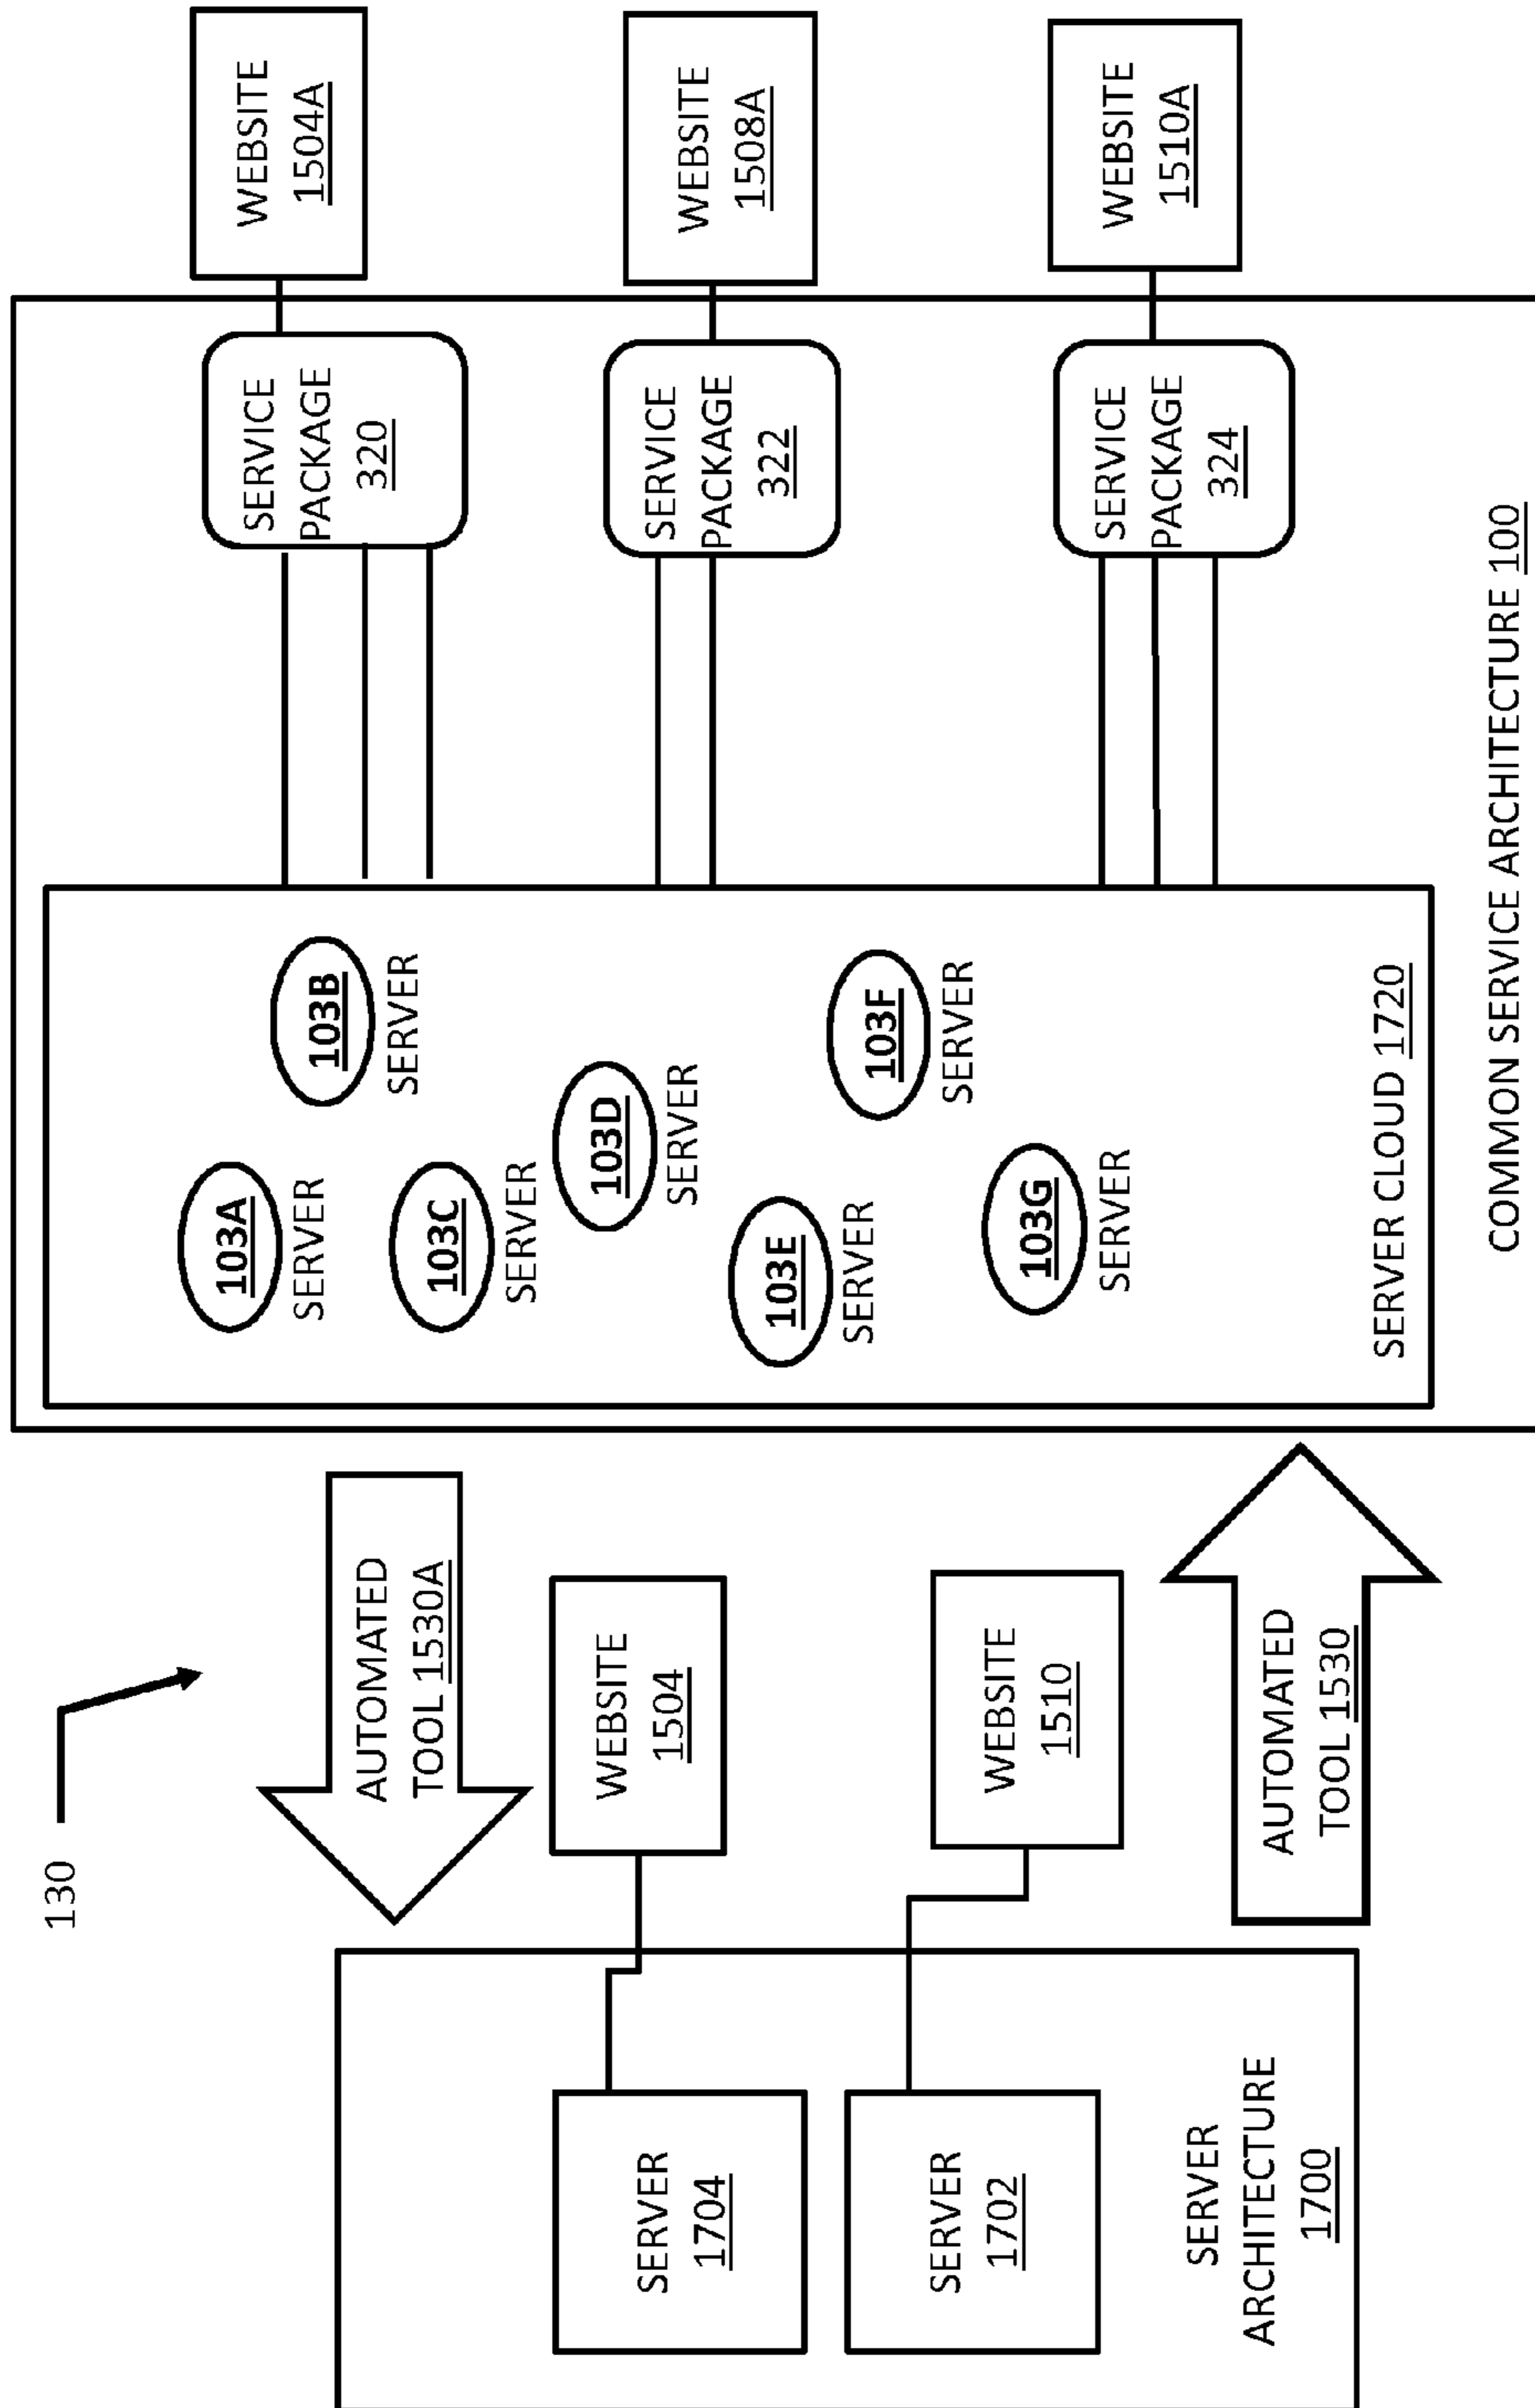 130
AUTOMATED
TOOL 1530A
WEBSITE
1504
WEBSITE
1510
AUTOMATED
TOOL 1530
SERVER
1704
SERVER
1702
SERVER
ARCHITECTURE
1700
103A
SERVER
103B
SERVER
103C
SERVER
103D
SERVER
103E
SERVER
103F
SERVER
103G
SERVER
SERVER CLOUD 1720
SERVICE
PACKAGE
320
SERVICE
PACKAGE
322
SERVICE
PACKAGE
324
COMMON SERVICE ARCHITECTURE 100
WEBSITE
1504A
WEBSITE
1508A
WEBSITE
1510A